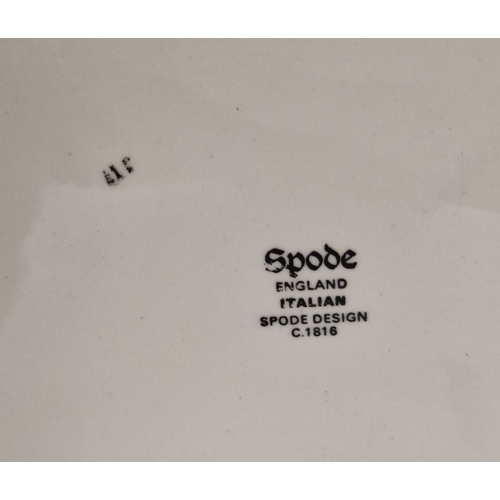 Spode
ENGLAND
ITALIAN
SPODE DESIGN
C.1816